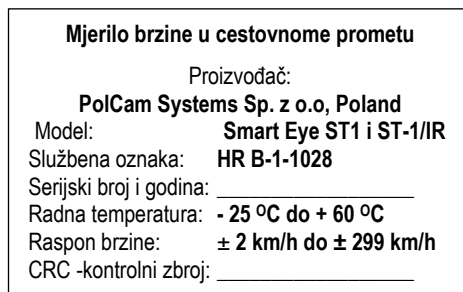 Mjerilo brzine u cestovnome prometu
Proizvođač:
PolCam Systems Sp. z o.o, Poland
Model: Smart Eye ST1 i ST-1/IR
Službena oznaka: HR B-1-1028
Serijski broj i godina: __________________
Radna temperatura: - 25 ºC do + 60 ºC
Raspon brzine: ± 2 km/h do ± 299 km/h
CRC -kontrolni zbroj: __________________